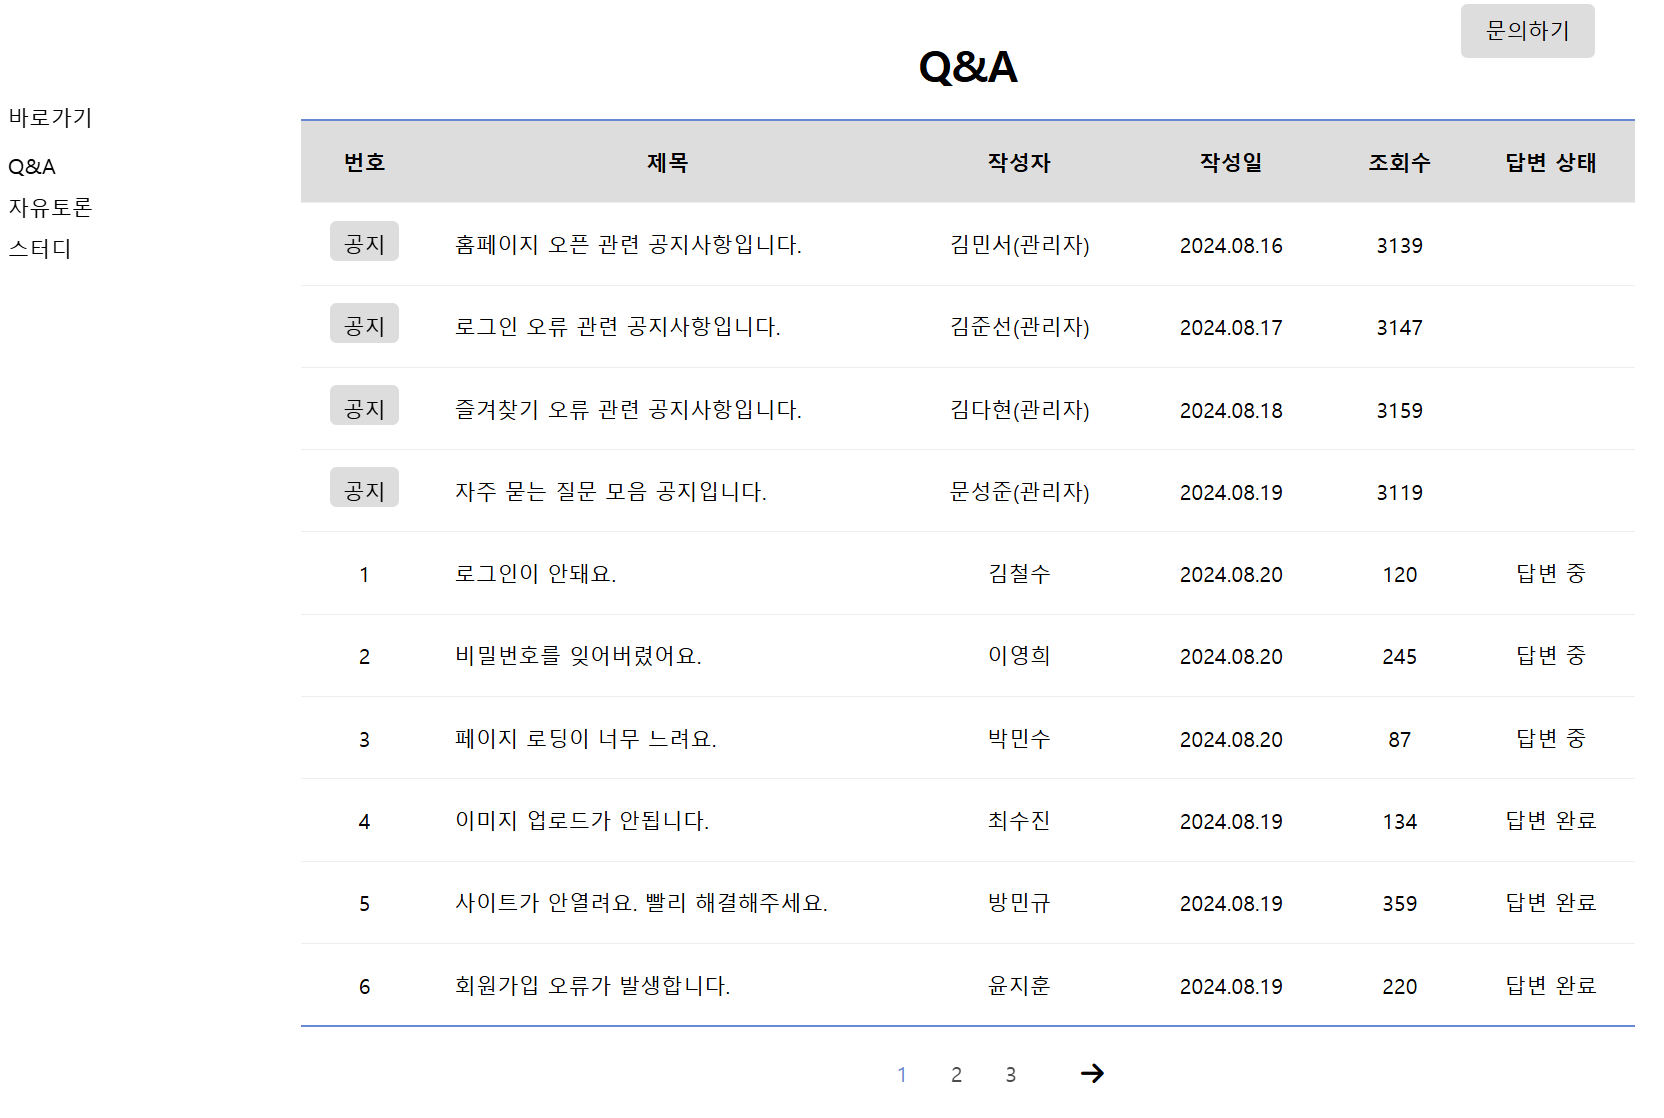 문의하기
Q&A
바로가기
Q&A
자유토론
스터디
번호 제목 작성자 작성일 조회수 답변 상태
공지 홈페이지 오픈 관련 공지사항입니다. 김민서(관리자) 2024.08.16 3139
공지 로그인 오류 관련 공지사항입니다. 김준선(관리자) 2024.08.17 3147
공지 즐겨찾기 오류 관련 공지사항입니다. 김다현(관리자) 2024.08.18 3159
공지 자주 묻는 질문 모음 공지입니다. 문성준(관리자) 2024.08.19 3119
1 로그인이 안돼요. 김철수 2024.08.20 120 답변 중
2 비밀번호를 잊어버렸어요. 이영희 2024.08.20 245 답변 중
3 페이지 로딩이 너무 느려요. 박민수 2024.08.20 87 답변 중
4 이미지 업로드가 안됩니다. 최수진 2024.08.19 134 답변 완료
5 사이트가 안열려요. 빨리 해결해주세요. 방민규 2024.08.19 359 답변 완료
6 회원가입 오류가 발생합니다. 윤지훈 2024.08.19 220 답변 완료
1 2 3 →